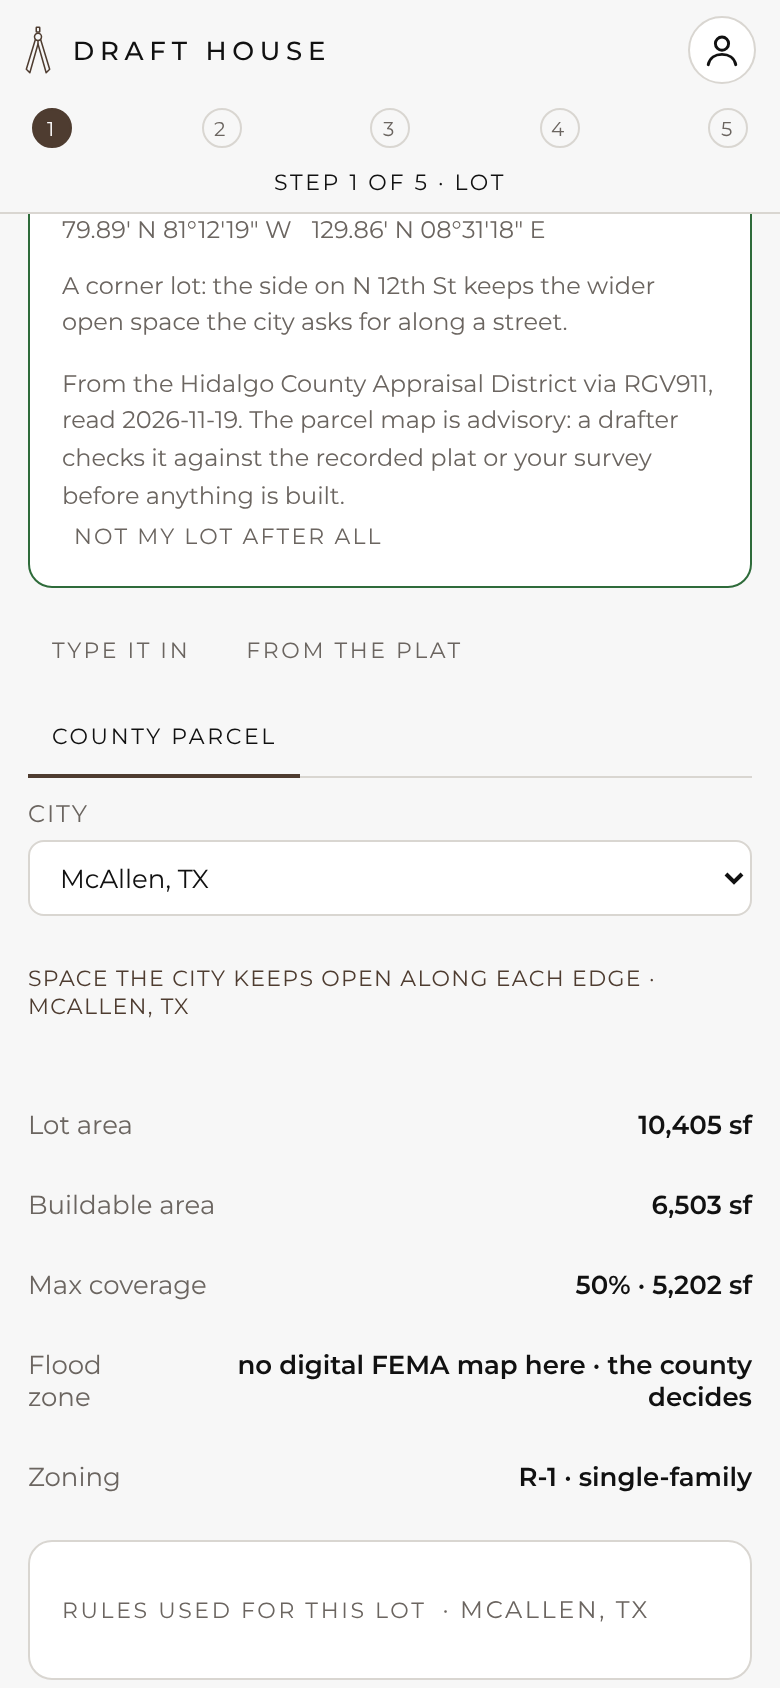 DRAFT HOUSE
1 2 3 4 5
STEP 1 OF 5 · LOT
79.89' N 81°12'19" W 129.86' N 08°31'18" E
A corner lot: the side on N 12th St keeps the wider
open space the city asks for along a street.
From the Hidalgo County Appraisal District via RGV911,
read 2026-11-19. The parcel map is advisory: a drafter
checks it against the recorded plat or your survey
before anything is built.
NOT MY LOT AFTER ALL
TYPE IT IN FROM THE PLAT
COUNTY PARCEL
CITY
McAllen, TX
SPACE THE CITY KEEPS OPEN ALONG EACH EDGE ·
MCALLEN, TX
Lot area 10,405 sf
Buildable area 6,503 sf
Max coverage 50% · 5,202 sf
Flood no digital FEMA map here · the county
zone decides
Zoning R-1 · single-family
RULES USED FOR THIS LOT · MCALLEN, TX